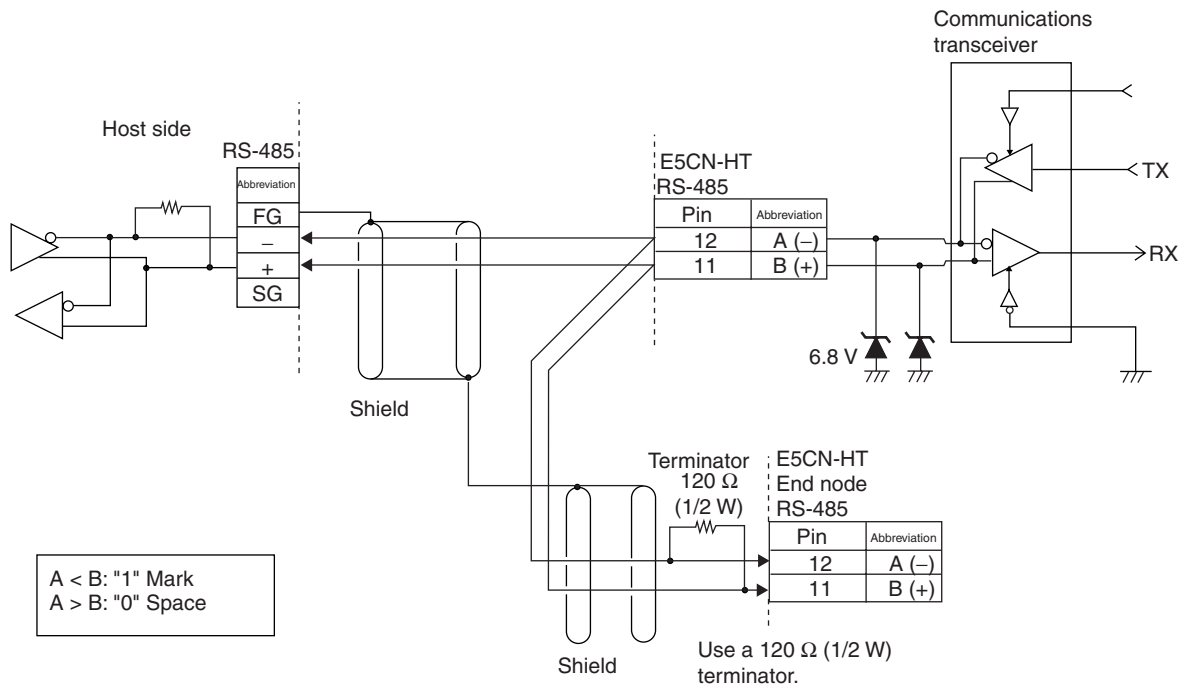 Communications
transceiver
Host side
RS-485
Abbreviation
FG
–
+
SG
Shield
E5CN-HT
RS-485
Pin Abbreviation
12 A (–)
11 B (+)
6.8 V
TX
RX
Terminator
120 Ω
(1/2 W)
E5CN-HT
End node
RS-485
Pin Abbreviation
12 A (–)
11 B (+)
Shield
Use a 120 Ω (1/2 W)
terminator.
A < B: "1" Mark
A > B: "0" Space